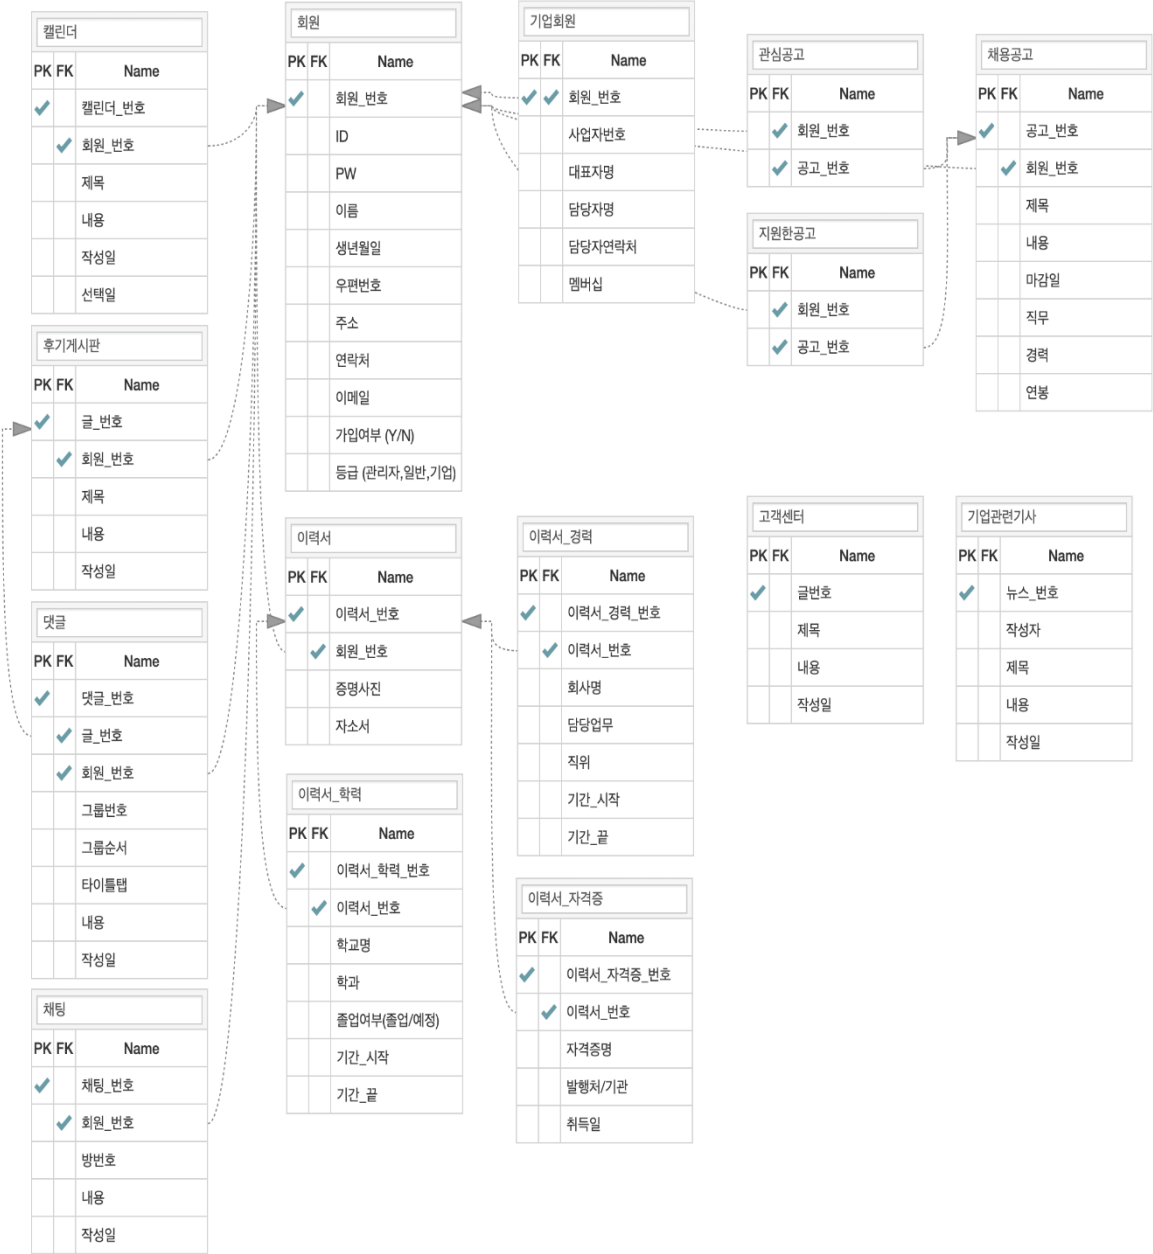 캘린더
PK FK Name
캘린더_번호
회원_번호
제목
내용
작성일
선택일
후기게시판
PK FK Name
글_번호
회원_번호
제목
내용
작성일
댓글
PK FK Name
댓글_번호
글_번호
회원_번호
그룹번호
그룹순서
타이틀탭
내용
작성일
채팅
PK FK Name
채팅_번호
회원_번호
방번호
내용
작성일
회원
PK FK Name
회원_번호
ID
PW
이름
생년월일
우편번호
주소
연락처
이메일
가입여부 (Y/N)
등급 (관리자,일반,기업)
이력서
PK FK Name
이력서_번호
회원_번호
증명사진
자소서
이력서_학력
PK FK Name
이력서_학력_번호
이력서_번호
학교명
학과
졸업여부(졸업/예정)
기간_시작
기간_끝
기업회원
PK FK Name
회원_번호
사업자번호
대표자명
담당자명
담당자연락처
멤버십
이력서_경력
PK FK Name
이력서_경력_번호
이력서_번호
회사명
담당업무
직위
기간_시작
기간_끝
이력서_자격증
PK FK Name
이력서_자격증_번호
이력서_번호
자격증명
발행처/기관
취득일
관심공고
PK FK Name
회원_번호
공고_번호
지원한공고
PK FK Name
회원_번호
공고_번호
채용공고
PK FK Name
공고_번호
회원_번호
제목
내용
마감일
직무
경력
연봉
고객센터
PK FK Name
글번호
제목
내용
작성일
기업관련기사
PK FK Name
뉴스_번호
작성자
제목
내용
작성일